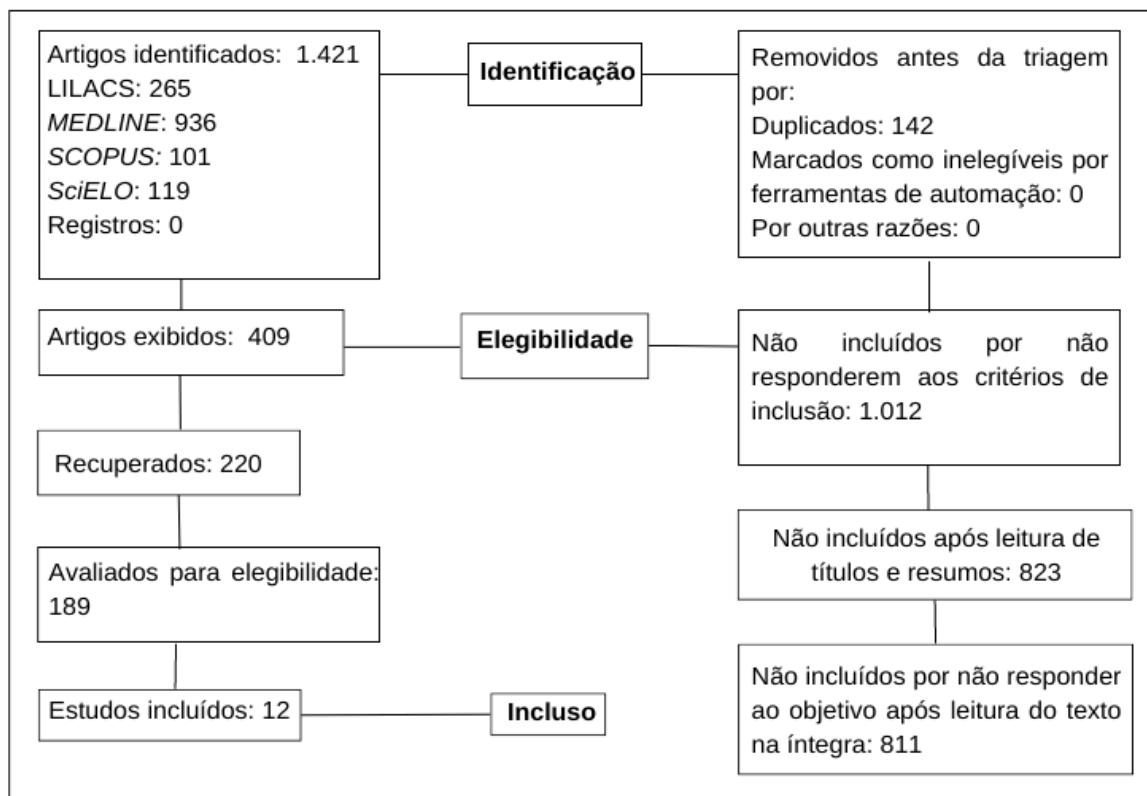 Artigos identificados: 1.421
LILACS: 265
MEDLINE: 936
SCOPUS: 101
SciELO: 119
Registros: 0
Identificação
Removidos antes da triagem
por:
Duplicados: 142
Marcados como inelegíveis por
ferramentas de automação: 0
Por outras razões: 0
Artigos exibidos: 409
Elegibilidade
Não incluídos por não
responderem aos critérios de
inclusão: 1.012
Recuperados: 220
Não incluídos após leitura de
títulos e resumos: 823
Avaliados para elegibilidade:
189
Estudos incluídos: 12
Incluso
Não incluídos por não responder
ao objetivo após leitura do texto
na íntegra: 811